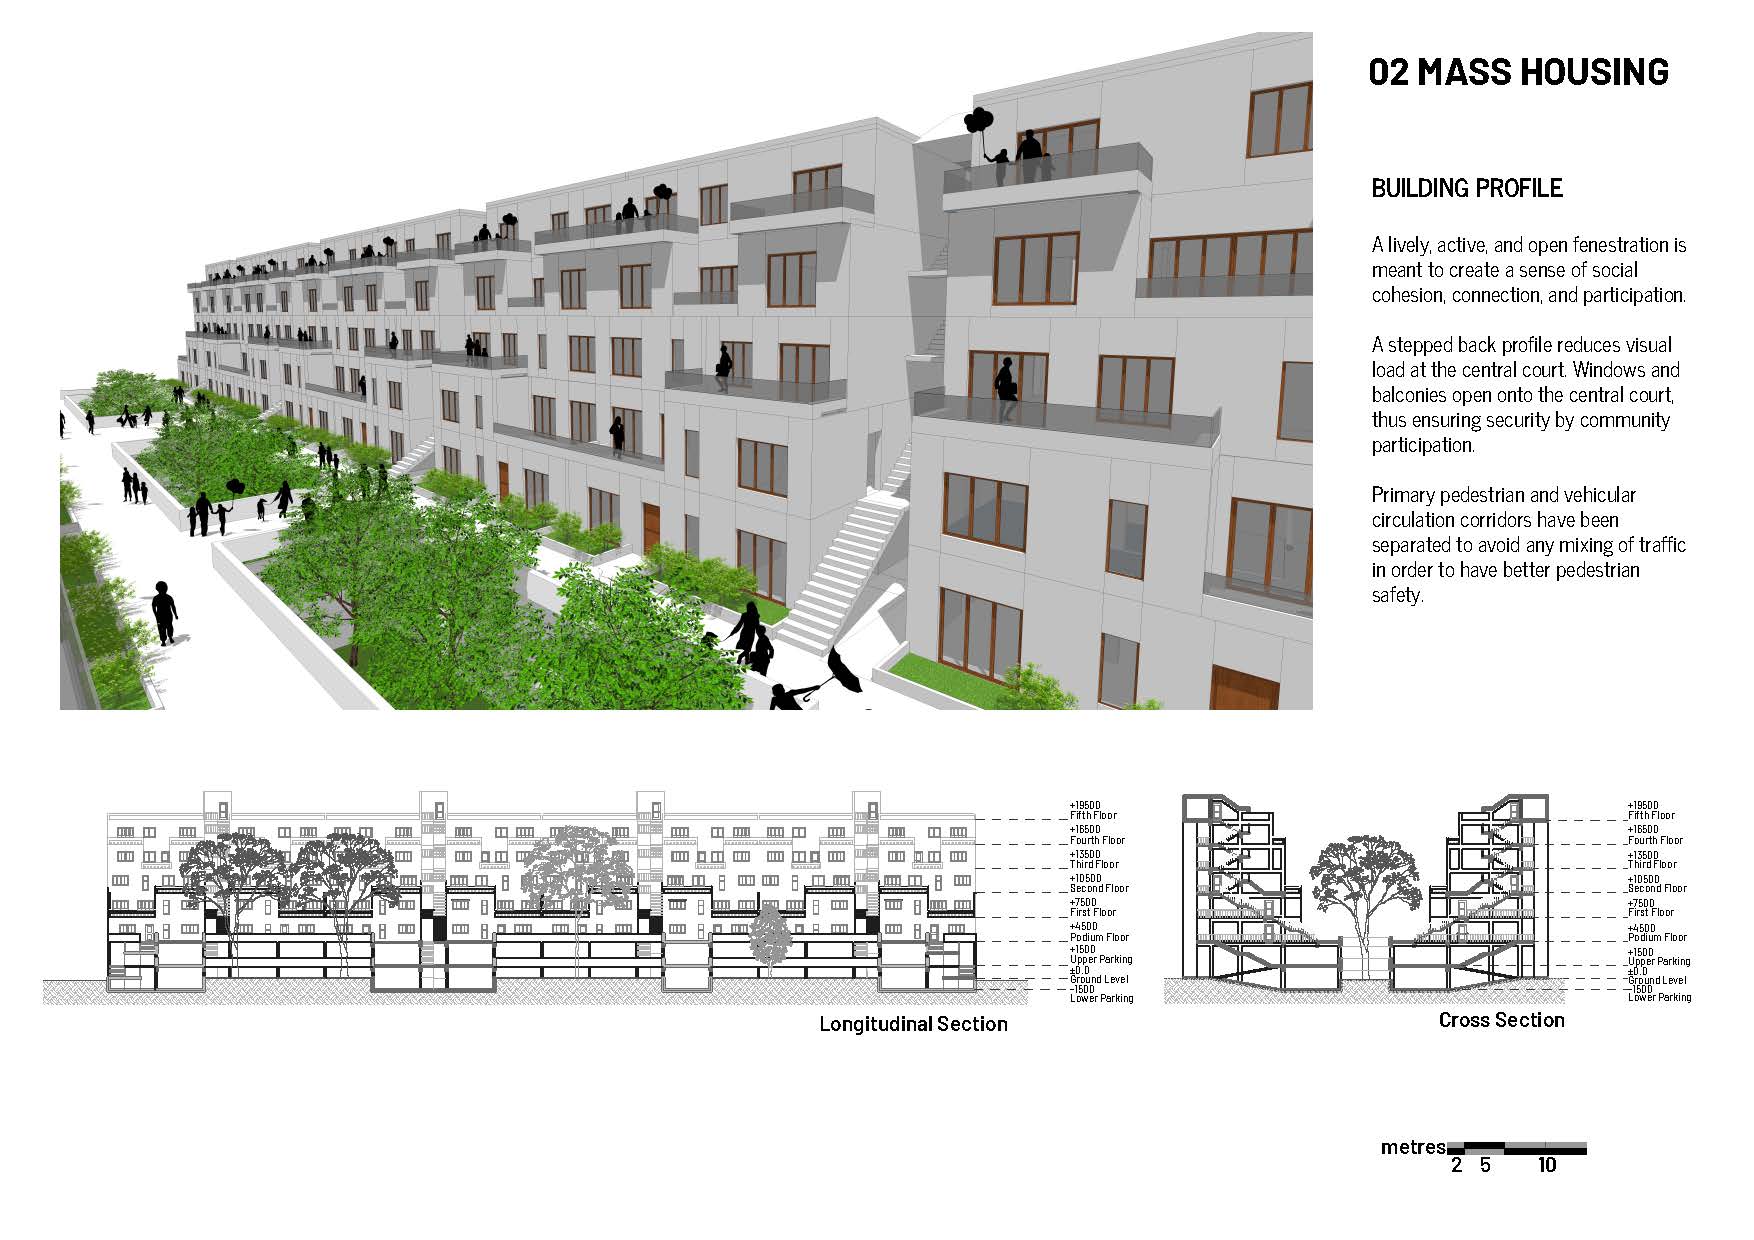 02 MASS HOUSING
BUILDING PROFILE
A lively, active, and open fenestration is
meant to create a sense of social
cohesion, connection, and participation.
A stepped back profile reduces visual
load at the central court. Windows and
balconies open onto the central court,
thus ensuring security by community
participation.
Primary pedestrian and vehicular
circulation corridors have been
separated to avoid any mixing of traffic
in order to have better pedestrian
safety.
+19500
Fifth Floor
+16500
Fourth Floor
+13500
Third Floor
+10500
Second Floor
+7500
First Floor
+4500
Podium Floor
+1500
Upper Parking
±0.0
Ground Level
-1500
Lower Parking
Longitudinal Section
+19500
Fifth Floor
+16500
Fourth Floor
+13500
Third Floor
+10500
Second Floor
+7500
First Floor
+4500
Podium Floor
+1500
Upper Parking
±0.0
Ground Level
-1500
Lower Parking
Cross Section
metres
2 5 10